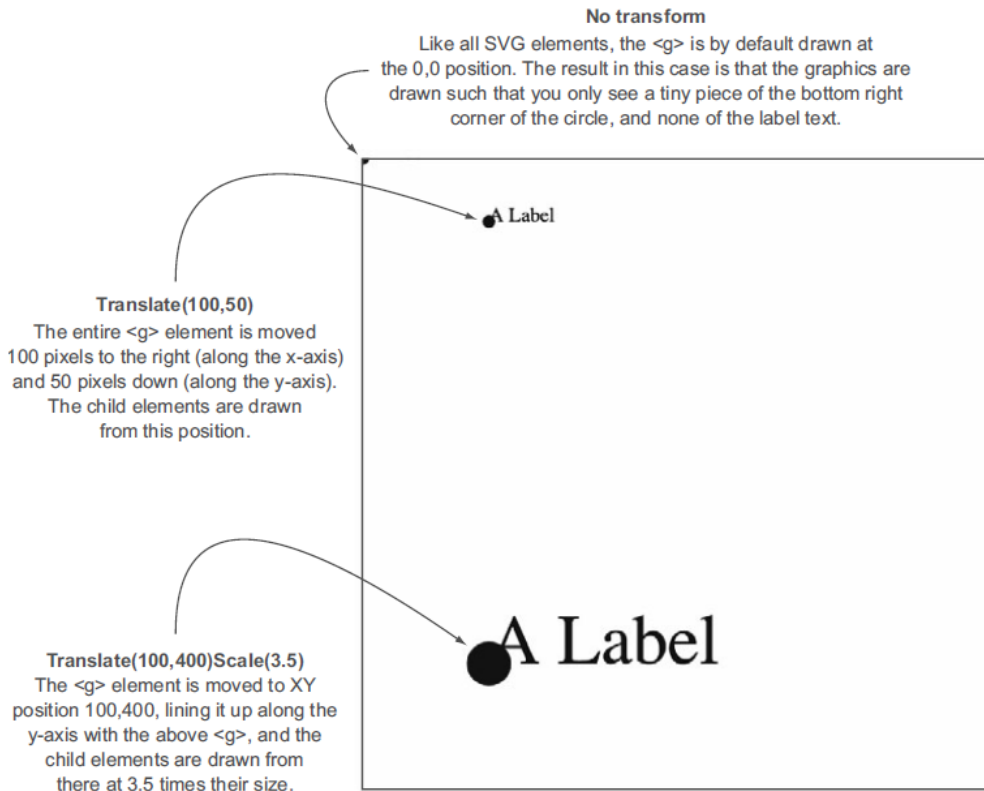 No transform
Like all SVG elements, the <g> is by default drawn at
the 0,0 position. The result in this case is that the graphics are
drawn such that you only see a tiny piece of the bottom right
corner of the circle, and none of the label text.
A Label
Translate(100,50)
The entire <g> element is moved
100 pixels to the right (along the x-axis)
and 50 pixels down (along the y-axis).
The child elements are drawn
from this position.
A Label
Translate(100,400)Scale(3.5)
The <g> element is moved to XY
position 100,400, lining it up along the
y-axis with the above <g>, and the
child elements are drawn from
there at 3.5 times their size.